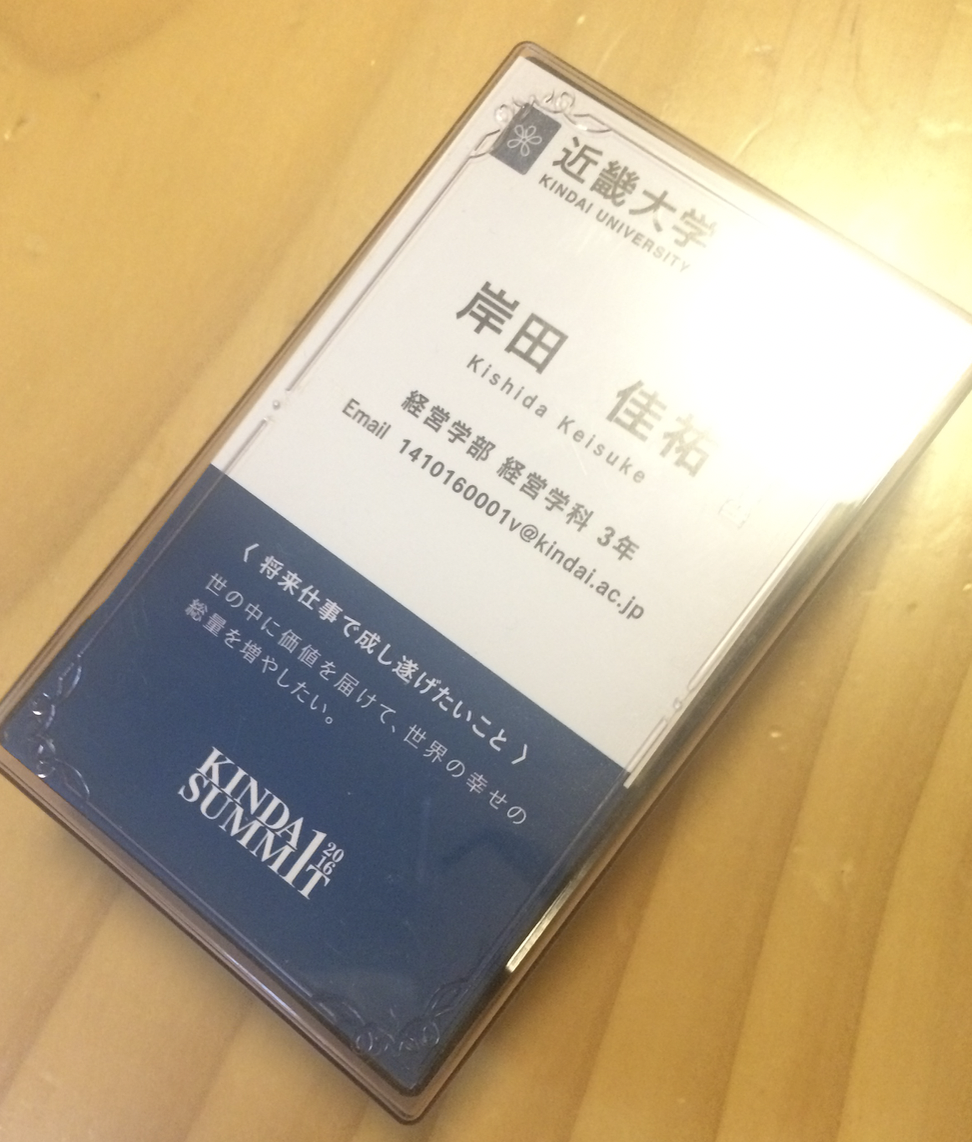 近畿大学
KINDAI UNIVERSITY
岸田 佳祐
Kishida Keisuke
経営学部 経営学科 3年
Email 1410160001v@kindai.ac.jp
〈 将来仕事で成し遂げたいこと 〉
世の中に価値を届けて、世界の幸せの
総量を増やしたい。
KINDAI
SUMMIT
2016